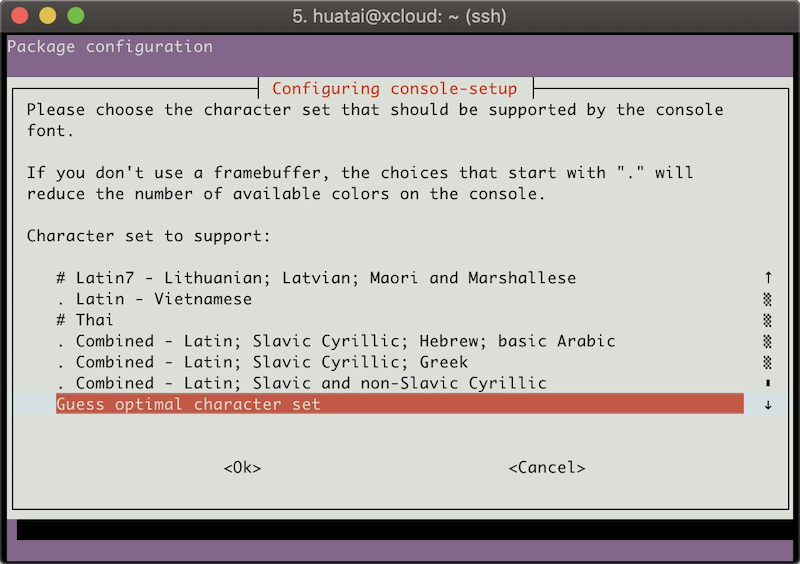 5. huatai@xcloud: ~ (ssh)
Package configuration
Configuring console-setup
Please choose the character set that should be supported by the console
font.
If you don't use a framebuffer, the choices that start with "." will
reduce the number of available colors on the console.
Character set to support:
# Latin7 - Lithuanian; Latvian; Maori and Marshallese
. Latin - Vietnamese
# Thai
. Combined - Latin; Slavic Cyrillic; Hebrew; basic Arabic
. Combined - Latin; Slavic Cyrillic; Greek
. Combined - Latin; Slavic and non-Slavic Cyrillic
Guess optimal character set
<Ok> <Cancel>